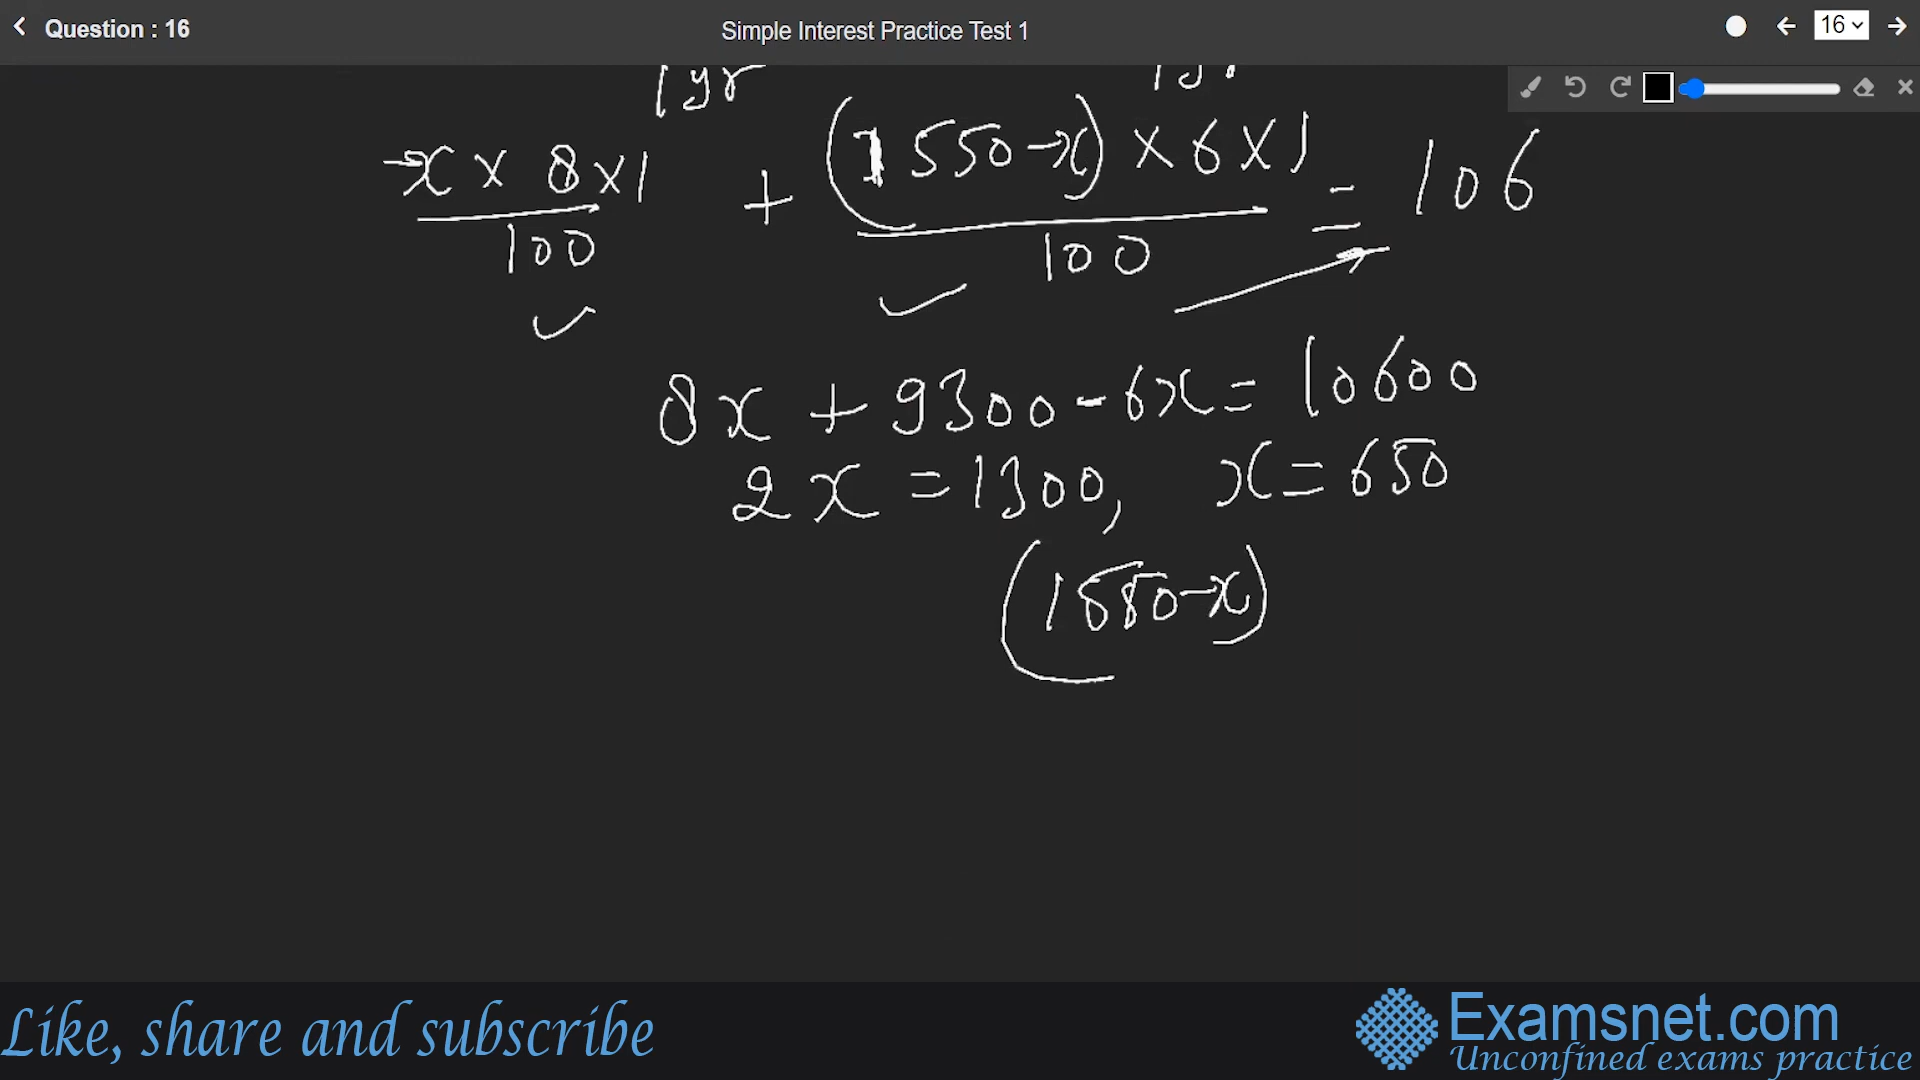 Question : 16
Simple Interest Practice Test 1
16
1yr
x × 8 × 1 / 100 + (1550-x) × 6 × 1 / 100 = 106
8x + 9300 - 6x = 10600
2x = 1300, x = 650
(1550-x)
Like, share and subscribe
Examsnet.com
Unconfined exams practice